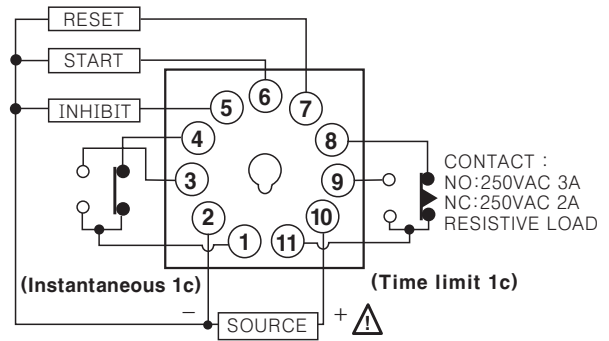 RESET
START
INHIBIT
6
5
7
4
8
3
9
2
10
1
11
CONTACT :
NO:250VAC 3A
NC:250VAC 2A
RESISTIVE LOAD
(Instantaneous 1c)
(Time limit 1c)
−
SOURCE
+
!